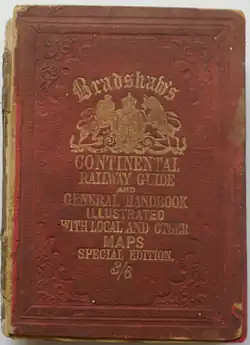 Bradshaw's
CONTINENTAL
RAILWAY GUIDE
AND
GENERAL HANDBOOK
ILLUSTRATED
WITH LOCAL AND OTHER
MAPS
SPECIAL EDITION.
3/6